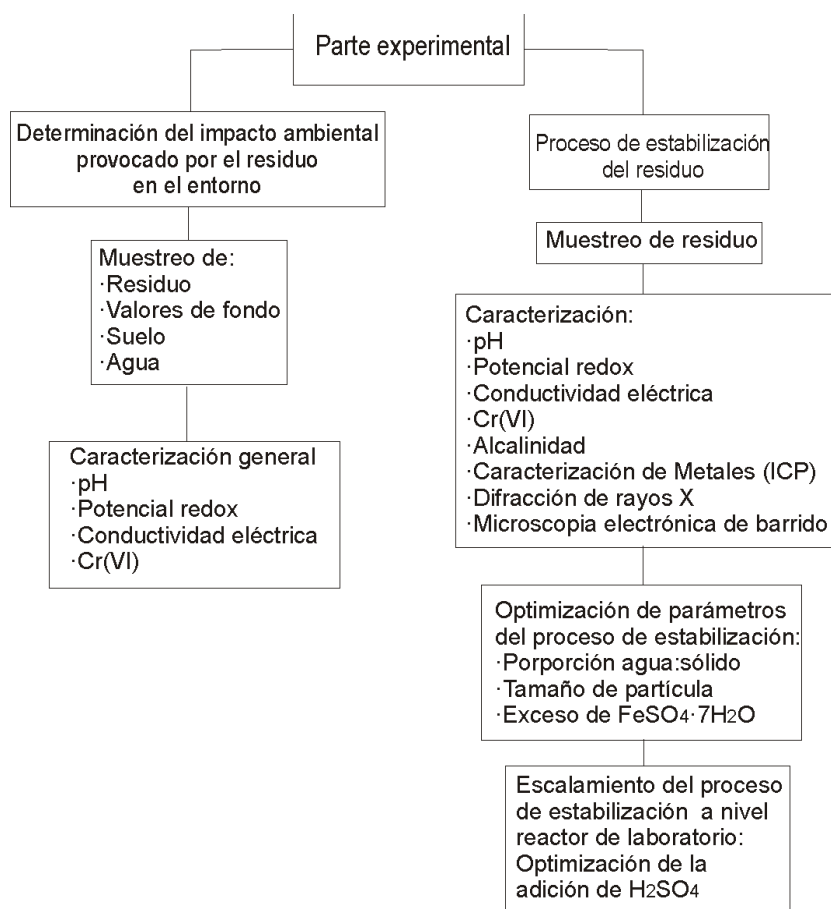 Parte experimental
Determinación del impacto ambiental
provocado por el residuo
en el entorno
Muestreo de:
·Residuo
·Valores de fondo
·Suelo
·Agua
Caracterización general
·pH
·Potencial redox
·Conductividad eléctrica
·Cr(VI)
Proceso de estabilización
del residuo
Muestreo de residuo
Caracterización:
·pH
·Potencial redox
·Conductividad eléctrica
·Cr(VI)
·Alcalinidad
·Caracterización de Metales (ICP)
·Difracción de rayos X
·Microscopia electrónica de barrido
Optimización de parámetros
del proceso de estabilización:
·Porporción agua:sólido
·Tamaño de partícula
·Exceso de FeSO4·7H2O
Escalamiento del proceso
de estabilización a nivel
reactor de laboratorio:
Optimización de la
adición de H2SO4